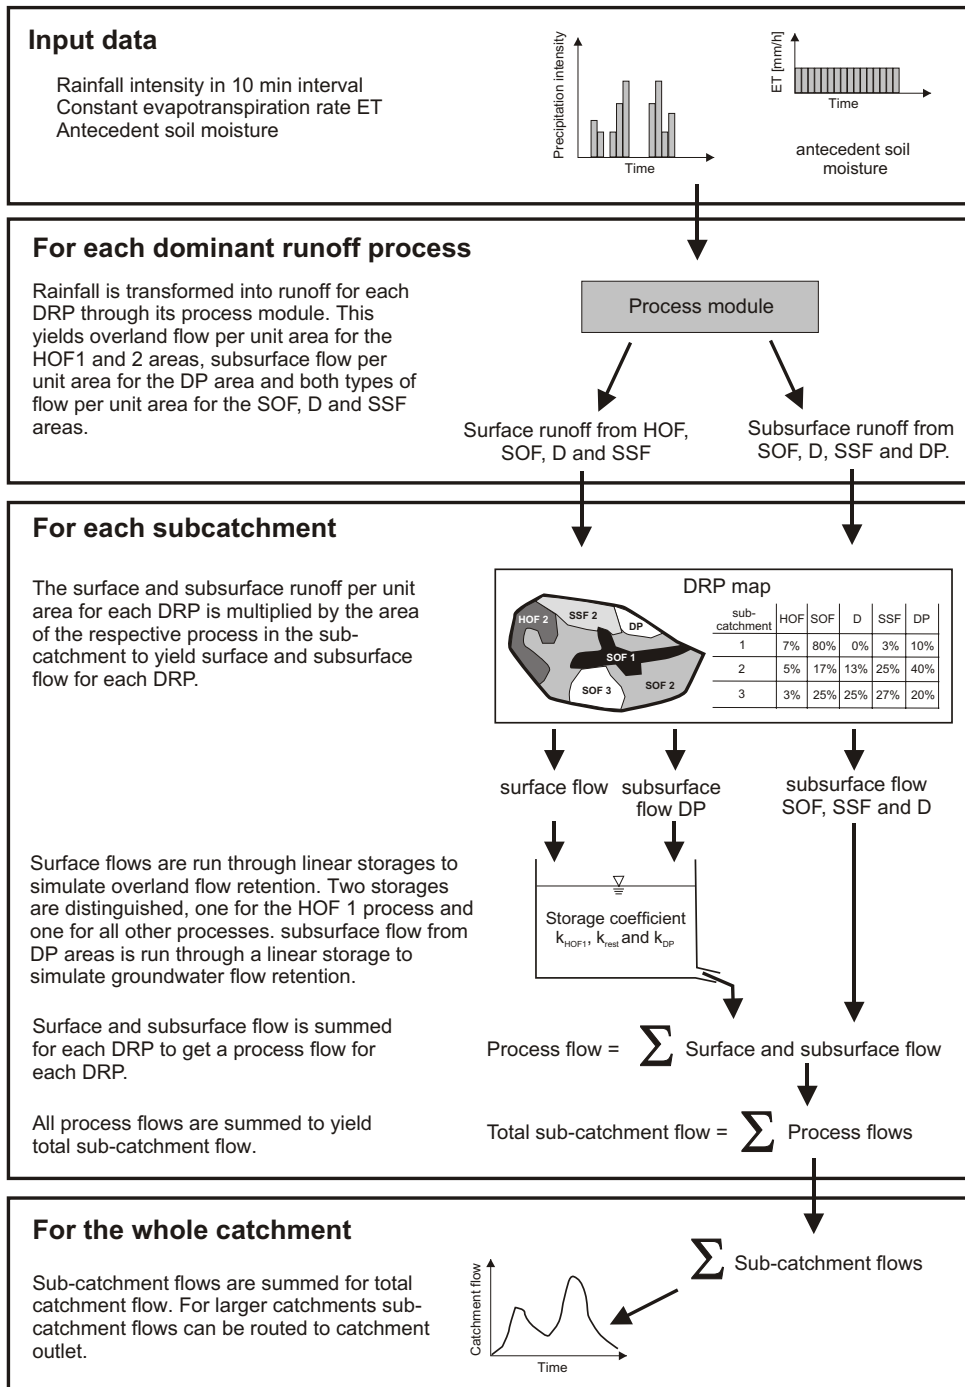 Input data
Rainfall intensity in 10 min interval
Constant evapotranspiration rate ET
Antecedent soil moisture
Precipitation intensity
Time
ET [mm/h]
Time
antecedent soil
moisture
For each dominant runoff process
Rainfall is transformed into runoff for each
DRP through its process module. This
yields overland flow per unit area for the
HOF1 and 2 areas, subsurface flow per
unit area for the DP area and both types of
flow per unit area for the SOF, D and SSF
areas.
Process module
Surface runoff from HOF,
SOF, D and SSF
Subsurface runoff from
SOF, D, SSF and DP.
For each subcatchment
The surface and subsurface runoff per unit
area for each DRP is multiplied by the area
of the respective process in the sub-
catchment to yield surface and subsurface
flow for each DRP.
DRP map
HOF 2
SSF 2
DP
SOF 1
SOF 3
SOF 2
sub-
catchment HOF SOF D SSF DP
1 7% 80% 0% 3% 10%
2 5% 17% 13% 25% 40%
3 3% 25% 25% 27% 20%
surface flow
subsurface
flow DP
subsurface flow
SOF, SSF and D
Surface flows are run through linear storages to
simulate overland flow retention. Two storages
are distinguished, one for the HOF 1 process and
one for all other processes. subsurface flow from
DP areas is run through a linear storage to
simulate groundwater flow retention.
Storage coefficient
kHOF1, krest and kDP
Surface and subsurface flow is summed
for each DRP to get a process flow for
each DRP.
Process flow = Σ Surface and subsurface flow
All process flows are summed to yield
total sub-catchment flow.
Total sub-catchment flow = Σ Process flows
For the whole catchment
Sub-catchment flows are summed for total
catchment flow. For larger catchments sub-
catchment flows can be routed to catchment
outlet.
Σ Sub-catchment flows
Catchment flow
Time